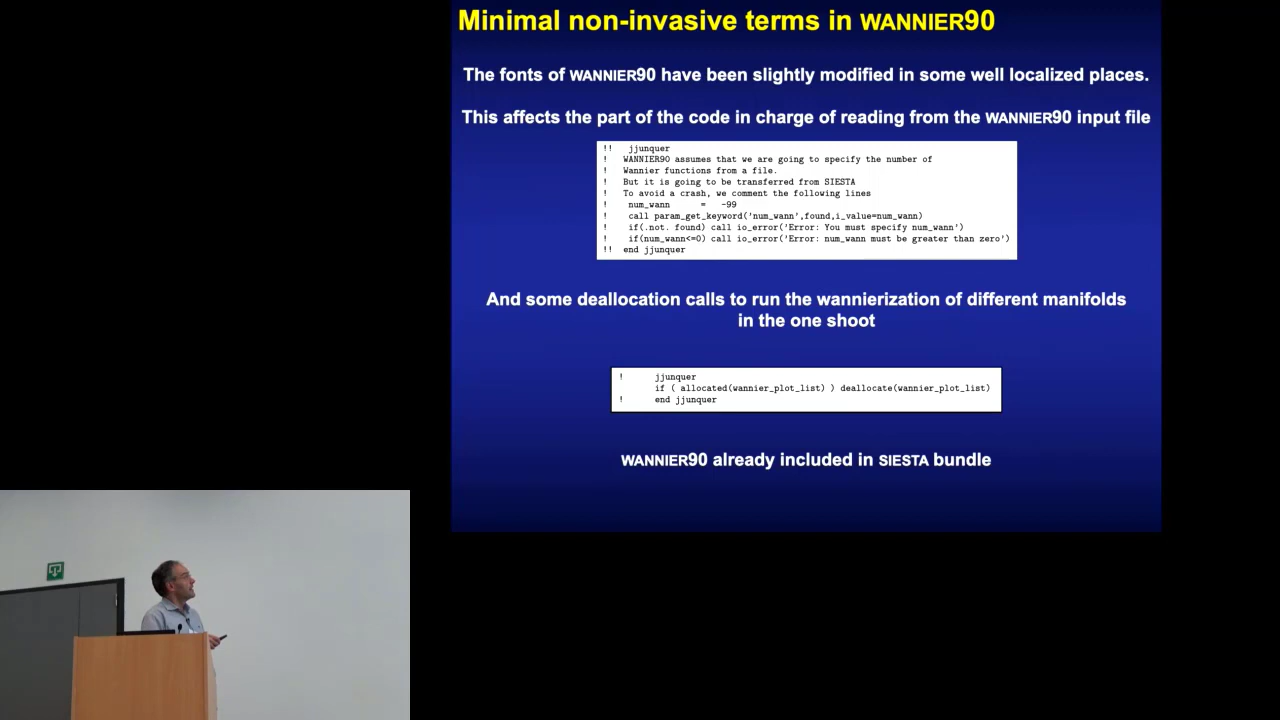 Minimal non-invasive terms in WANNIER90
The fonts of WANNIER90 have been slightly modified in some well localized places.
This affects the part of the code in charge of reading from the WANNIER90 input file
!! jjunquer
! WANNIER90 assumes that we are going to specify the number of
! Wannier functions from a file.
! But it is going to be transferred from SIESTA
! To avoid a crash, we comment the following lines
! num_wann = -99
! call param_get_keyword('num_wann',found,i_value=num_wann)
! if(.not. found) call io_error('Error: You must specify num_wann')
! if(num_wann<=0) call io_error('Error: num_wann must be greater than zero')
!! end jjunquer
And some deallocation calls to run the wannierization of different manifolds
in the one shoot
! jjunquer
if ( allocated(wannier_plot_list) ) deallocate(wannier_plot_list)
! end jjunquer
WANNIER90 already included in SIESTA bundle